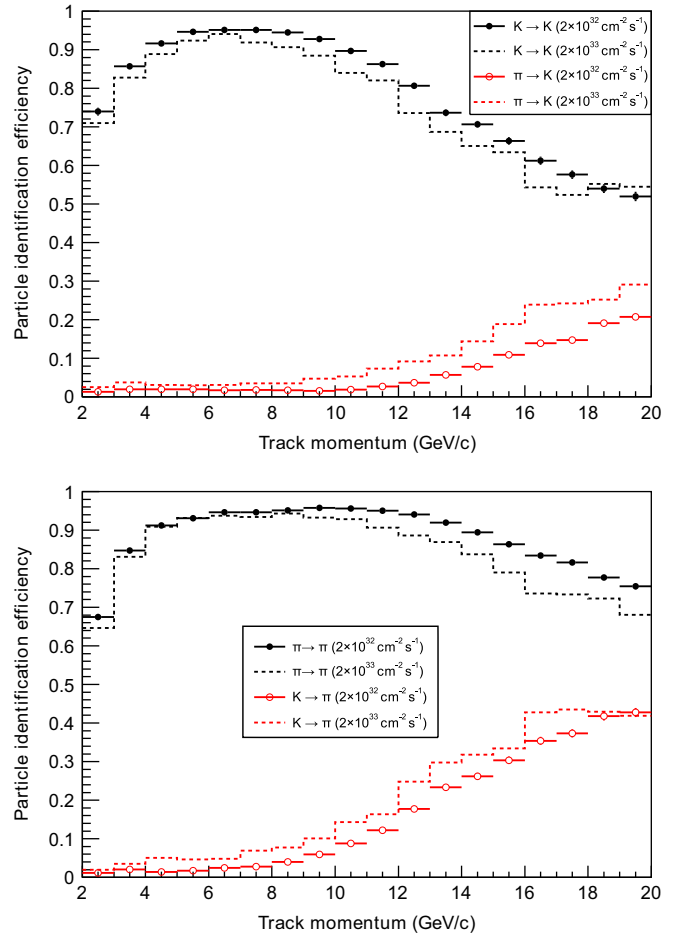 Particle identification efficiency
1
0.9
0.8
0.7
0.6
0.5
0.4
0.3
0.2
0.1
0
K → K (2×10³² cm⁻² s⁻¹)
K → K (2×10³³ cm⁻² s⁻¹)
π → K (2×10³² cm⁻² s⁻¹)
π → K (2×10³³ cm⁻² s⁻¹)
2 4 6 8 10 12 14 16 18 20
Track momentum (GeV/c)
Particle identification efficiency
1
0.9
0.8
0.7
0.6
0.5
0.4
0.3
0.2
0.1
0
π → π (2×10³² cm⁻² s⁻¹)
π → π (2×10³³ cm⁻² s⁻¹)
K → π (2×10³² cm⁻² s⁻¹)
K → π (2×10³³ cm⁻² s⁻¹)
2 4 6 8 10 12 14 16 18 20
Track momentum (GeV/c)